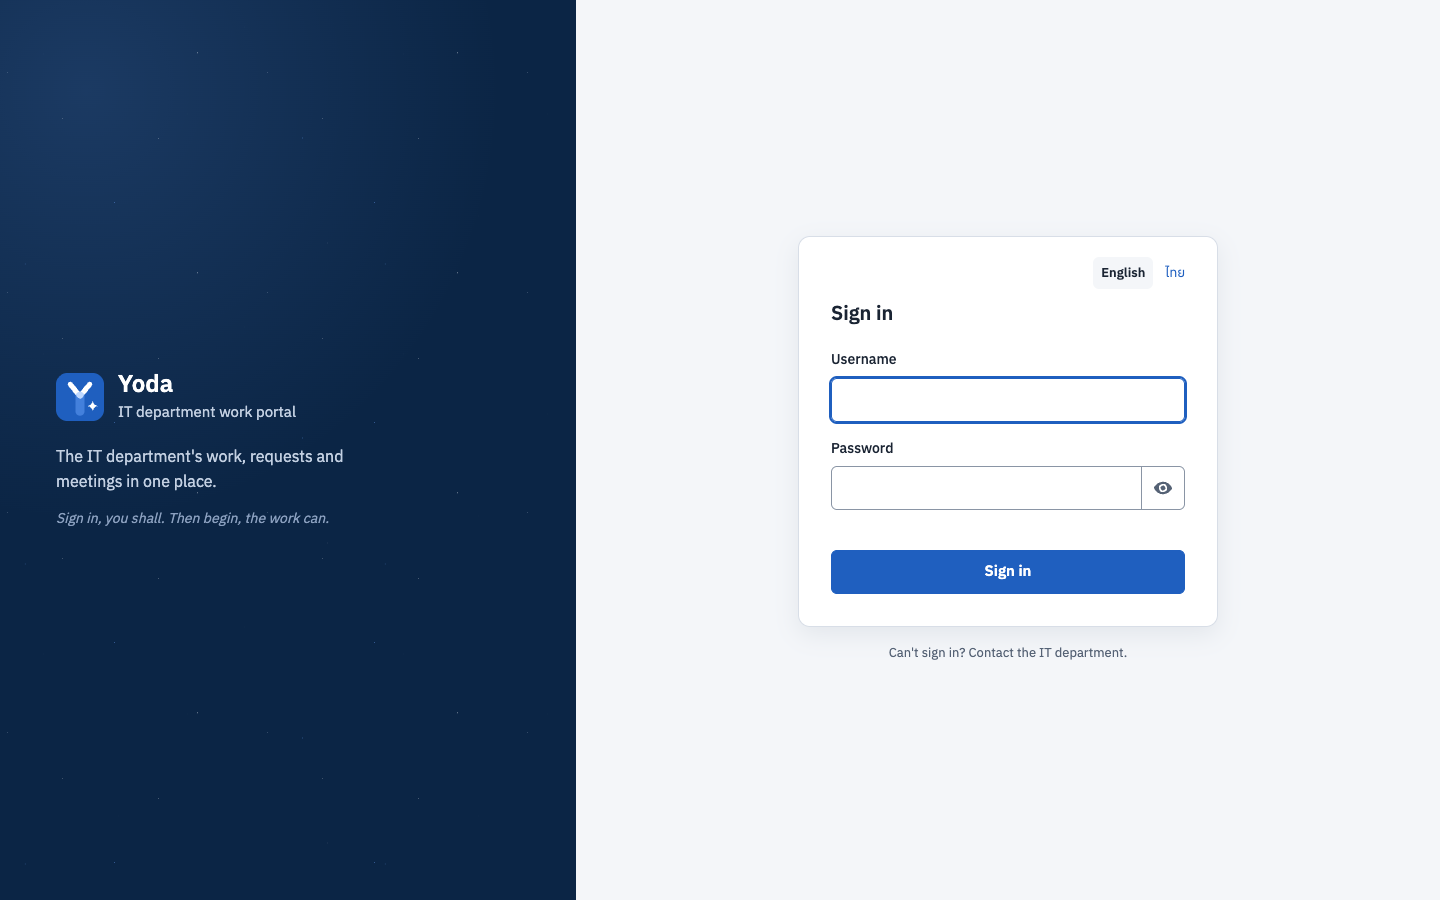 Yoda
IT department work portal
The IT department's work, requests and
meetings in one place.
Sign in, you shall. Then begin, the work can.
English ไทย
Sign in
Username
Password
Sign in
Can't sign in? Contact the IT department.